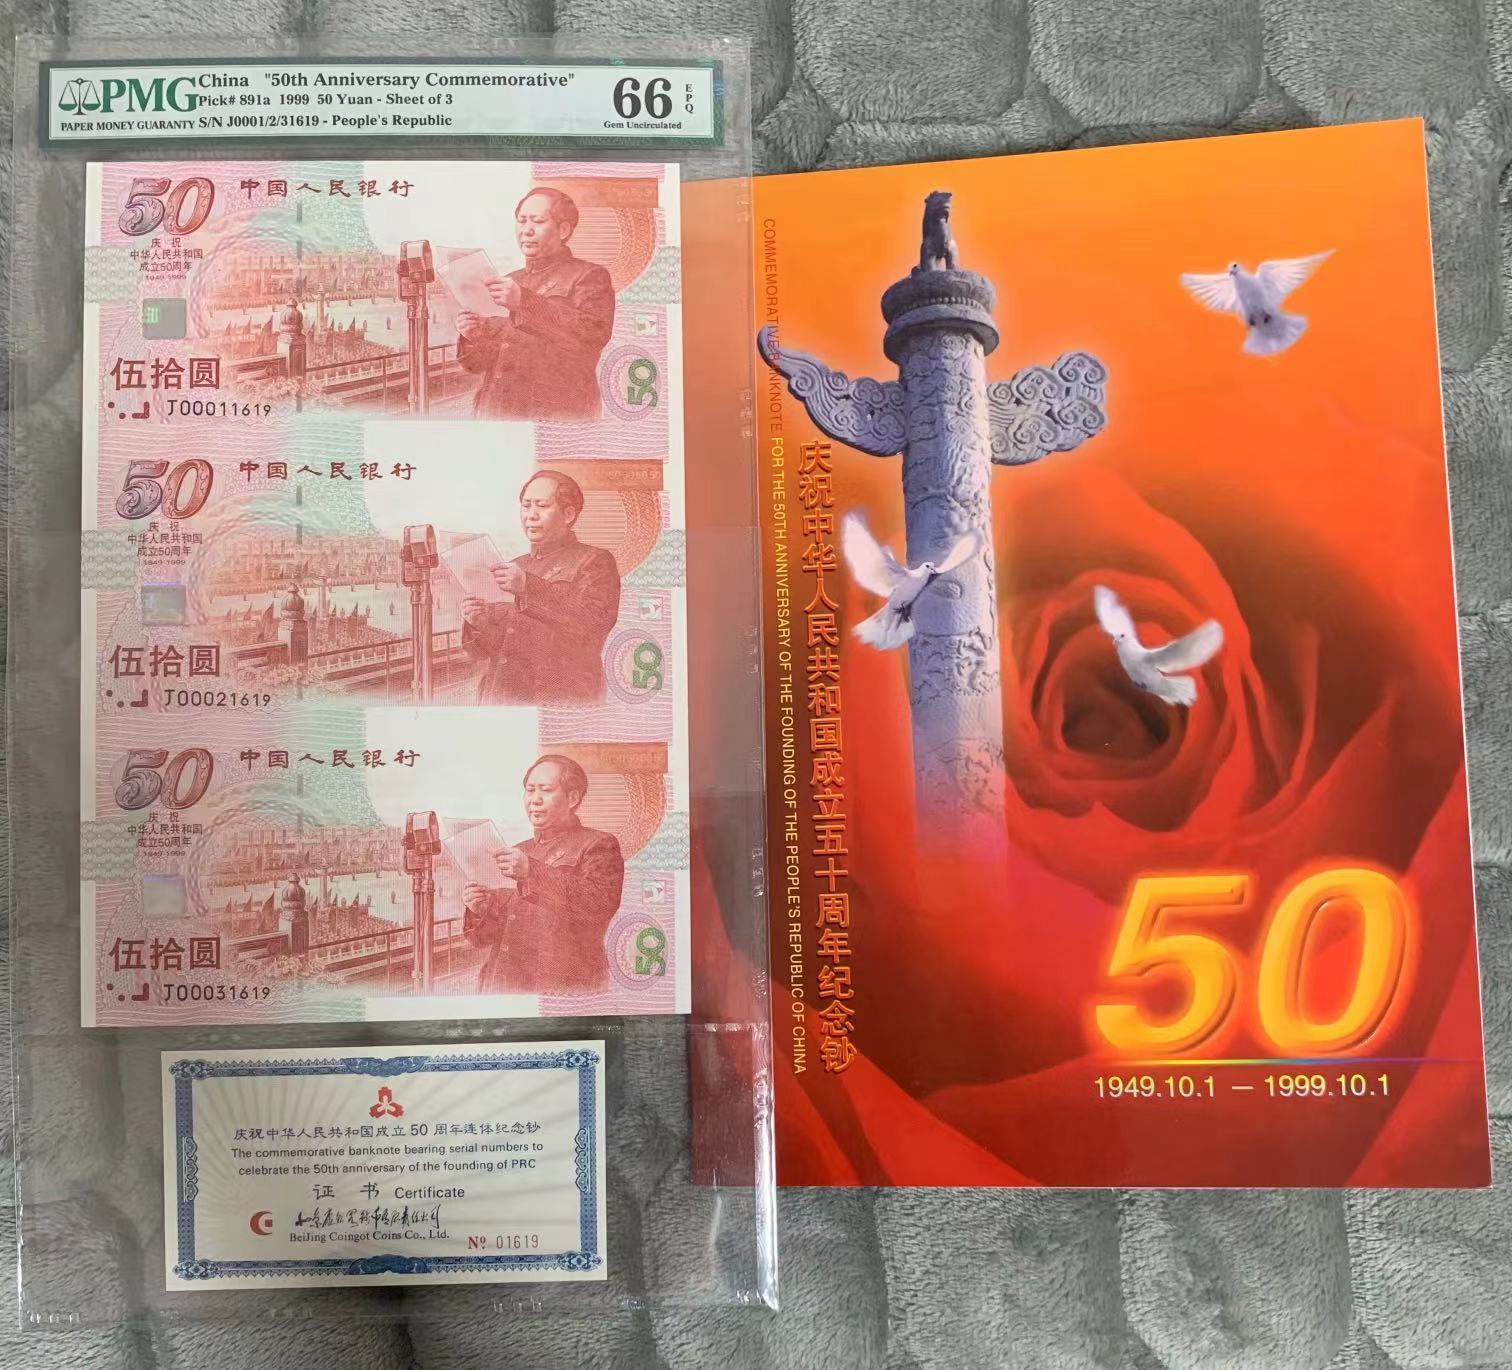 PMG
PAPER MONEY GUARANTY
China "50th Anniversary Commemorative"
Pick# 891a 1999 50 Yuan - Sheet of 3
S/N J0001/2/31619 - People's Republic
66
EPQ
Gem Uncirculated
50
中国人民银行
庆祝
中华人民共和国
成立50周年
1949-1999
伍拾圆
J00011619
50
50
中国人民银行
庆祝
中华人民共和国
成立50周年
1949-1999
伍拾圆
J00021619
50
50
中国人民银行
庆祝
中华人民共和国
成立50周年
1949-1999
伍拾圆
J00031619
50
庆祝中华人民共和国成立50周年连体纪念钞
The commemorative banknote bearing serial numbers to
celebrate the 50th anniversary of the founding of PRC
证书 Certificate
BeiJing Coingot Coins Co., Ltd.
№ 01619
COMMEMORATIVE BANKNOTE FOR THE 50TH ANNIVERSARY OF THE FOUNDING OF THE PEOPLE'S REPUBLIC OF CHINA
庆祝中华人民共和国成立五十周年纪念钞
50
1949.10.1 — 1999.10.1